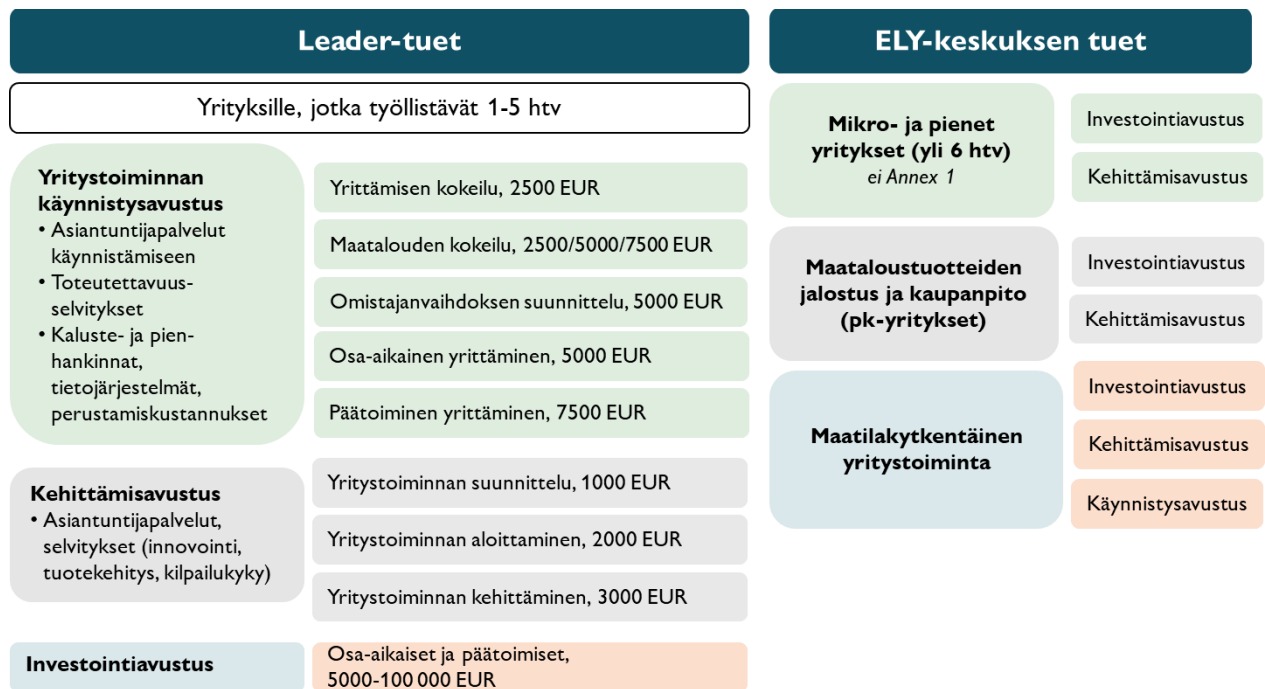 Leader-tuet
Yrityksille, jotka työllistävät 1-5 htv
Yritystoiminnan
käynnistysavustus
• Asiantuntijapalvelut
käynnistämiseen
• Toteutettavuus-
selvitykset
• Kaluste- ja pien-
hankinnat,
tietojärjestelmät,
perustamiskustannukset
Yrittämisen kokeilu, 2500 EUR
Maatalouden kokeilu, 2500/5000/7500 EUR
Omistajanvaihdoksen suunnittelu, 5000 EUR
Osa-aikainen yrittäminen, 5000 EUR
Päätoiminen yrittäminen, 7500 EUR
Kehittämisavustus
• Asiantuntijapalvelut,
selvitykset (innovointi,
tuotekehitys, kilpailukyky)
Yritystoiminnan suunnittelu, 1000 EUR
Yritystoiminnan aloittaminen, 2000 EUR
Yritystoiminnan kehittäminen, 3000 EUR
Investointiavustus
Osa-aikaiset ja päätoimiset,
5000-100 000 EUR
ELY-keskuksen tuet
Mikro- ja pienet
yritykset (yli 6 htv)
ei Annex 1
Investointiavustus
Kehittämisavustus
Maataloustuotteiden
jalostus ja kaupanpito
(pk-yritykset)
Investointiavustus
Kehittämisavustus
Maatilakytkentäinen
yritystoiminta
Investointiavustus
Kehittämisavustus
Käynnistysavustus